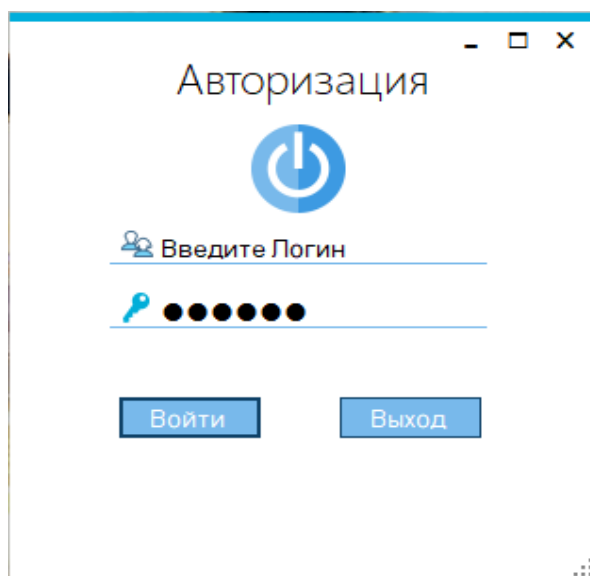 Авторизация
Введите Логин
●●●●●●
Войти
Выход